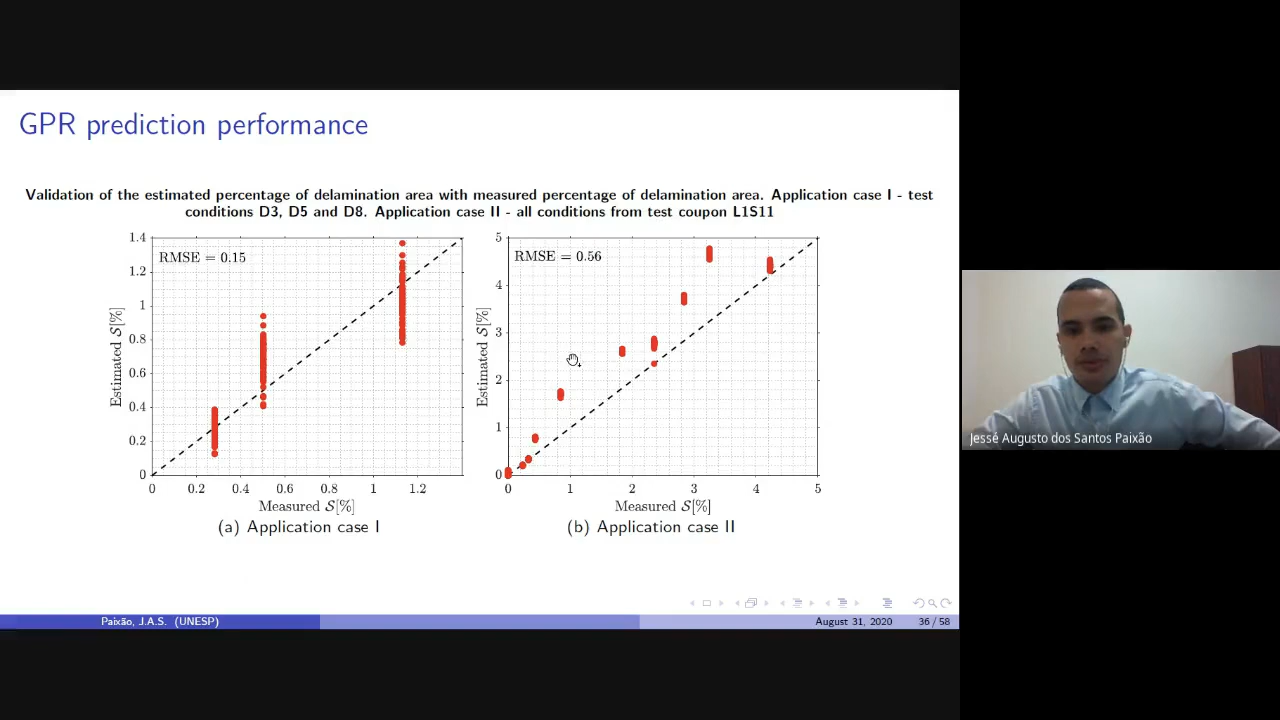 GPR prediction performance
Validation of the estimated percentage of delamination area with measured percentage of delamination area. Application case I - test
conditions D3, D5 and D8. Application case II - all conditions from test coupon L1S11
RMSE = 0.15
1.4
1.2
1
0.8
0.6
0.4
0.2
0
Estimated S[%]
0 0.2 0.4 0.6 0.8 1 1.2
Measured S[%]
(a) Application case I
RMSE = 0.56
5
4
3
2
1
0
Estimated S[%]
0 1 2 3 4 5
Measured S[%]
(b) Application case II
Jessé Augusto dos Santos Paixão
Paixão, J.A.S. (UNESP) August 31, 2020 36 / 58